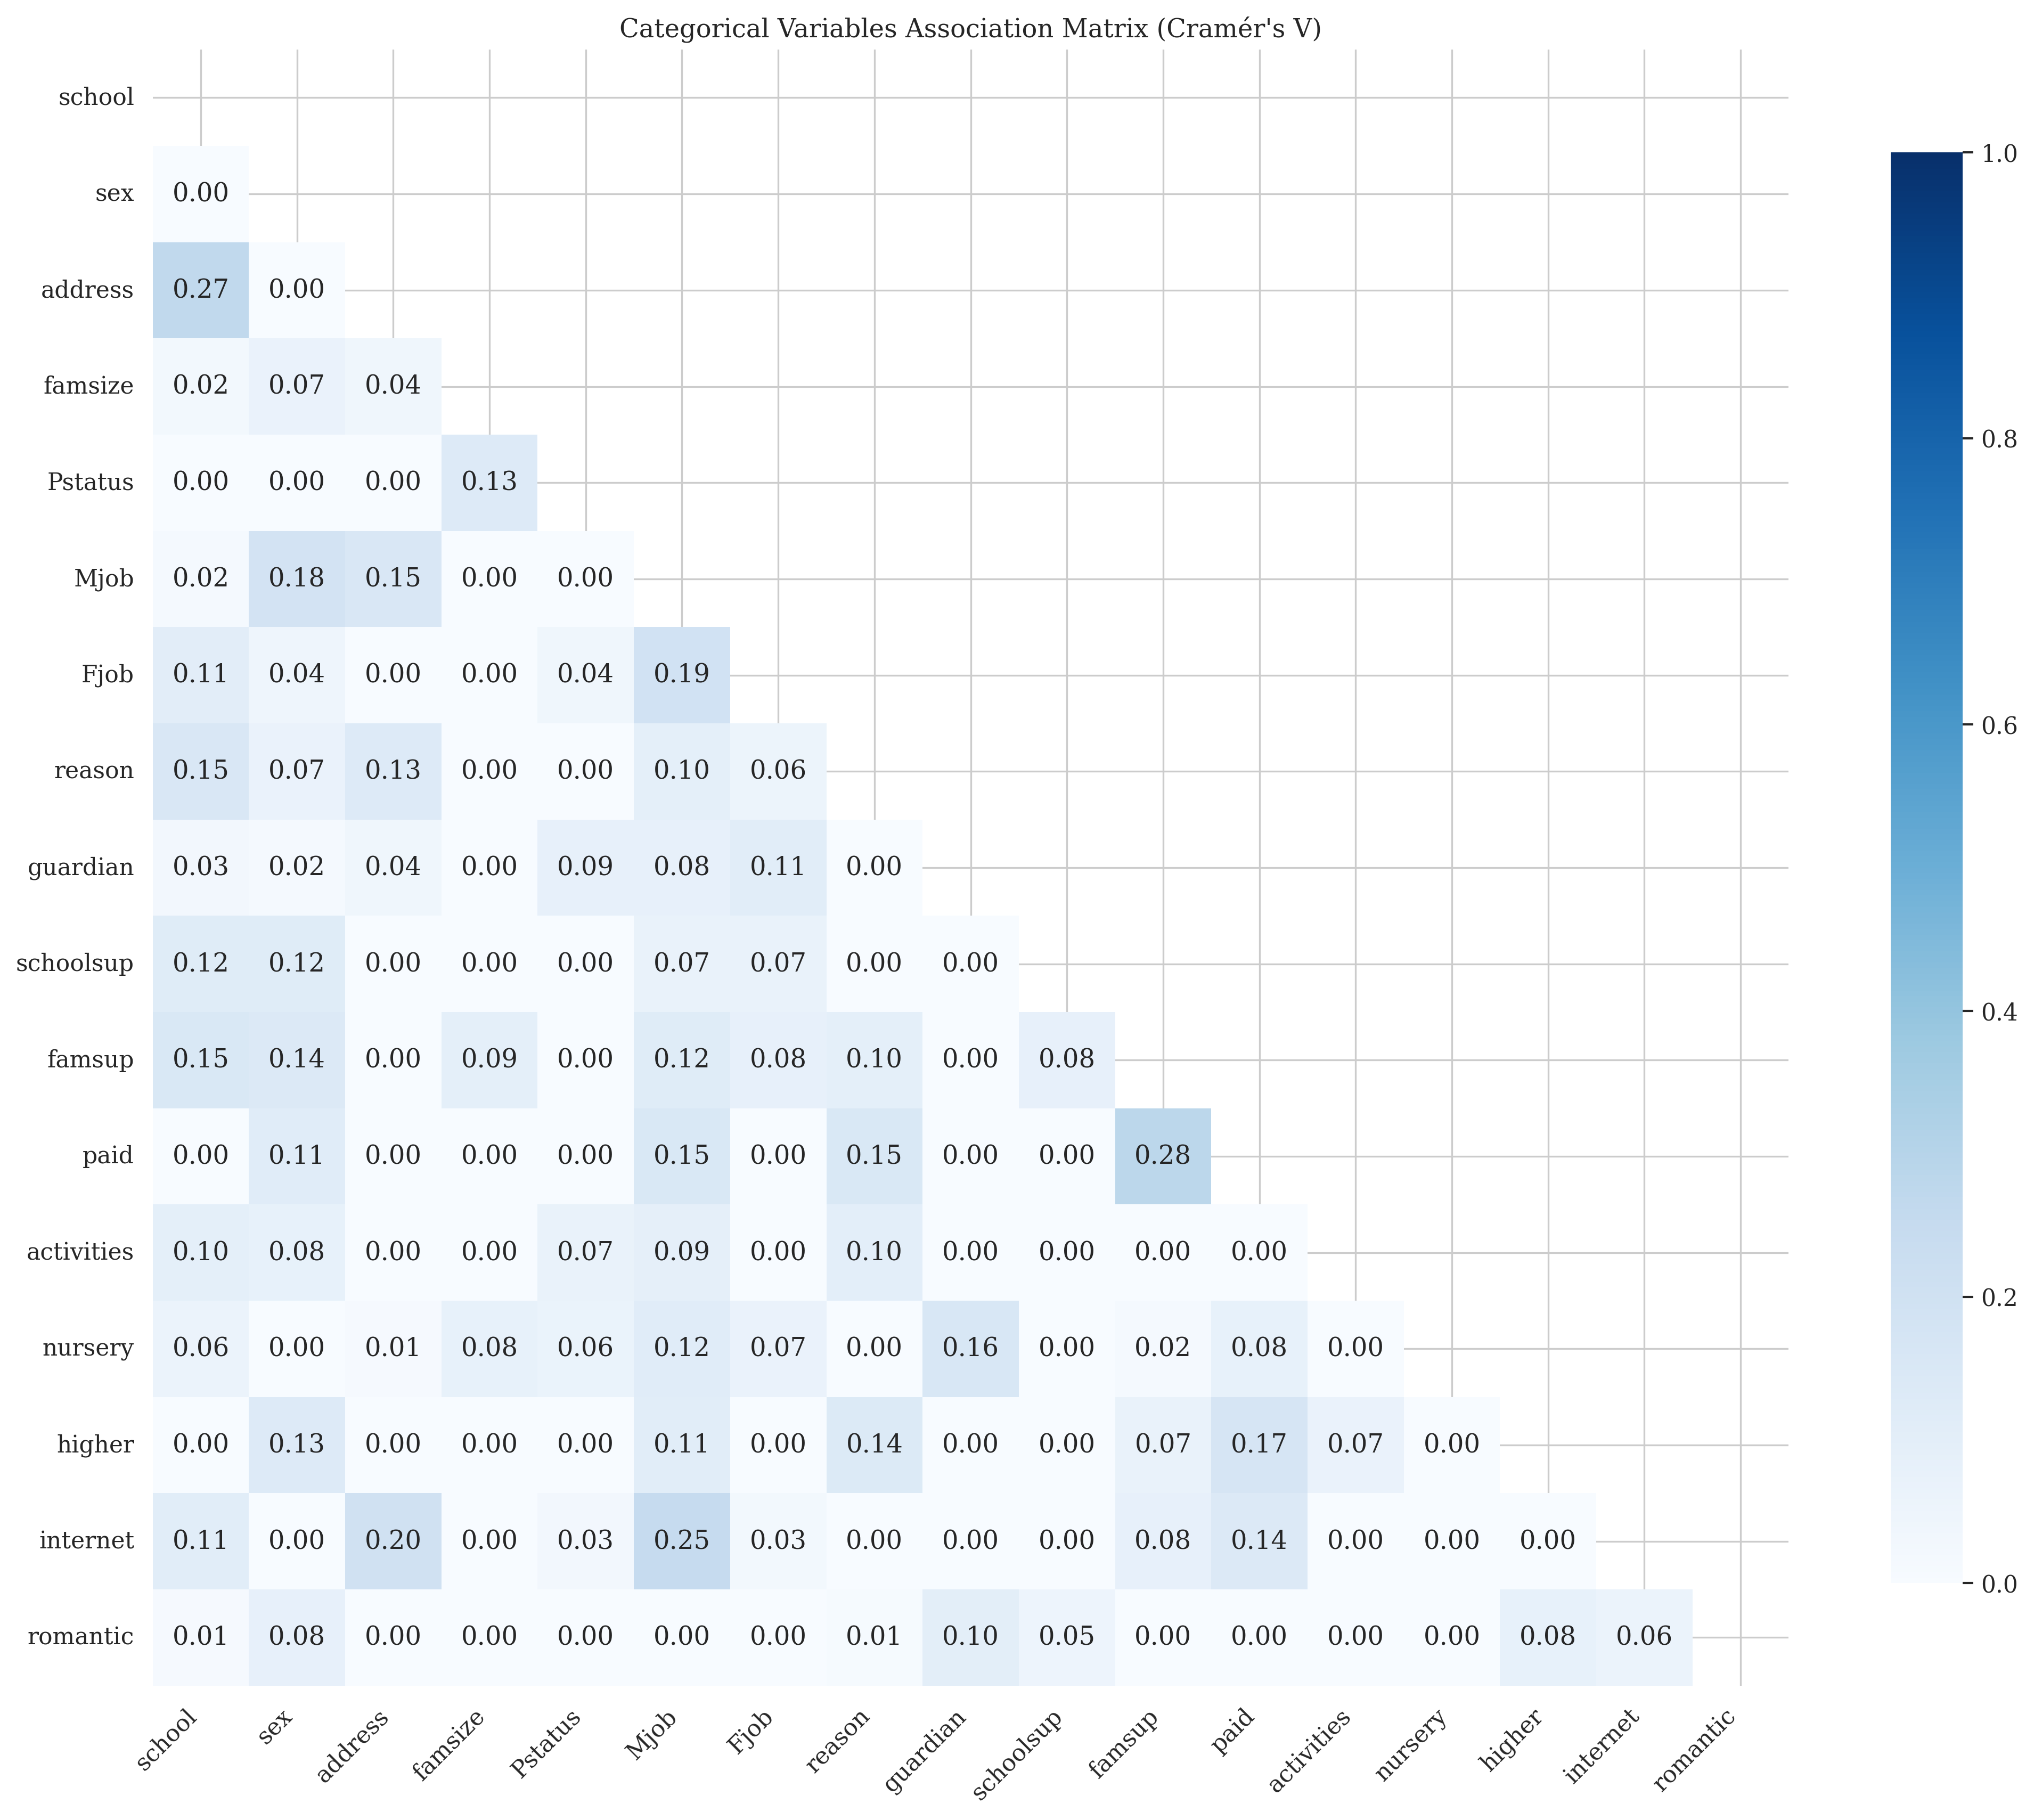 Categorical Variables Association Matrix (Cramér's V)
school
sex 0.00
address 0.27 0.00
famsize 0.02 0.07 0.04
Pstatus 0.00 0.00 0.00 0.13
Mjob 0.02 0.18 0.15 0.00 0.00
Fjob 0.11 0.04 0.00 0.00 0.04 0.19
reason 0.15 0.07 0.13 0.00 0.00 0.10 0.06
guardian 0.03 0.02 0.04 0.00 0.09 0.08 0.11 0.00
schoolsup 0.12 0.12 0.00 0.00 0.00 0.07 0.07 0.00 0.00
famsup 0.15 0.14 0.00 0.09 0.00 0.12 0.08 0.10 0.00 0.08
paid 0.00 0.11 0.00 0.00 0.00 0.15 0.00 0.15 0.00 0.00 0.28
activities 0.10 0.08 0.00 0.00 0.07 0.09 0.00 0.10 0.00 0.00 0.00 0.00
nursery 0.06 0.00 0.01 0.08 0.06 0.12 0.07 0.00 0.16 0.00 0.02 0.08 0.00
higher 0.00 0.13 0.00 0.00 0.00 0.11 0.00 0.14 0.00 0.00 0.07 0.17 0.07 0.00
internet 0.11 0.00 0.20 0.00 0.03 0.25 0.03 0.00 0.00 0.00 0.08 0.14 0.00 0.00 0.00
romantic 0.01 0.08 0.00 0.00 0.00 0.00 0.00 0.01 0.10 0.05 0.00 0.00 0.00 0.00 0.08 0.06
school sex address famsize Pstatus Mjob Fjob reason guardian schoolsup famsup paid activities nursery higher internet romantic
1.0
0.8
0.6
0.4
0.2
0.0